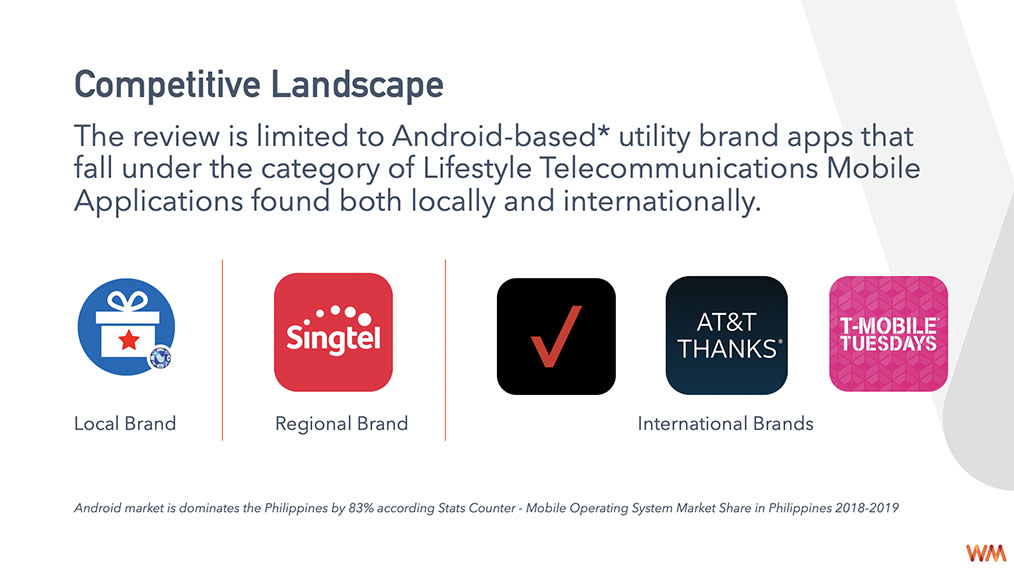 Competitive Landscape
The review is limited to Android-based* utility brand apps that
fall under the category of Lifestyle Telecommunications Mobile
Applications found both locally and internationally.
Singtel
AT&T
THANKS®
T-MOBILE®
TUESDAYS
Local Brand
Regional Brand
International Brands
Android market is dominates the Philippines by 83% according Stats Counter - Mobile Operating System Market Share in Philippines 2018-2019
WM